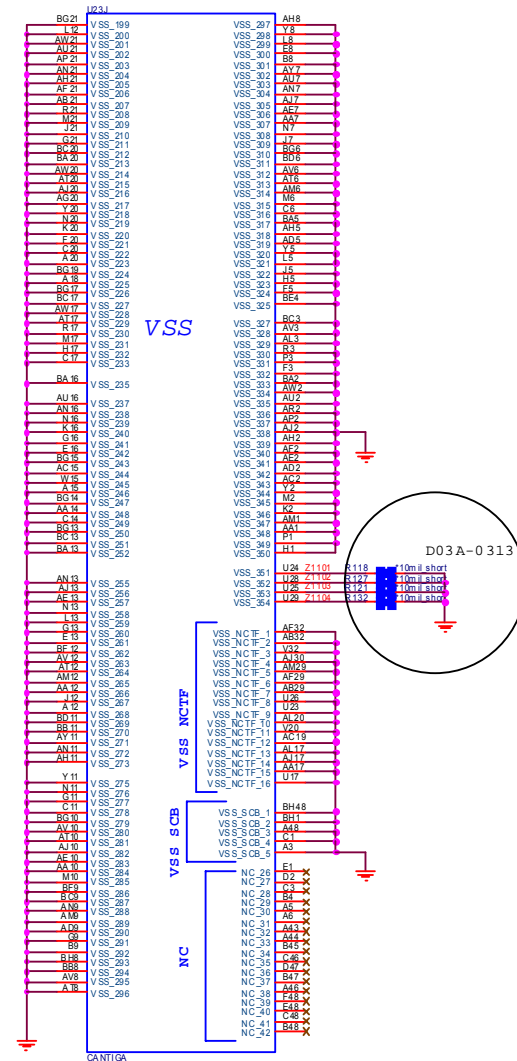 U23J
BG21 VSS_199
L12 VSS_200
AW21 VSS_201
AU21 VSS_202
AP21 VSS_203
AN21 VSS_204
AH21 VSS_205
AF21 VSS_206
AB21 VSS_207
R21 VSS_208
M21 VSS_209
J21 VSS_210
G21 VSS_211
BC20 VSS_212
BA20 VSS_213
AW20 VSS_214
AT20 VSS_215
AJ20 VSS_216
AG20 VSS_217
Y20 VSS_218
N20 VSS_219
K20 VSS_220
F20 VSS_221
C20 VSS_222
A20 VSS_223
BG19 VSS_224
A18 VSS_225
BG17 VSS_226
BC17 VSS_227
AW17 VSS_228
AT17 VSS_229
R17 VSS_230
M17 VSS_231
H17 VSS_232
C17 VSS_233
BA16 VSS_235
AU16 VSS_237
AN16 VSS_238
N16 VSS_239
K16 VSS_240
G16 VSS_241
E16 VSS_242
BG15 VSS_243
AC15 VSS_244
W15 VSS_245
A15 VSS_246
BG14 VSS_247
AA14 VSS_248
C14 VSS_249
BG13 VSS_250
BC13 VSS_251
BA13 VSS_252
AN13 VSS_255
AJ13 VSS_256
AE13 VSS_257
N13 VSS_258
L13 VSS_259
G13 VSS_260
E13 VSS_261
BF12 VSS_262
AV12 VSS_263
AT12 VSS_264
AM12 VSS_265
AA12 VSS_266
J12 VSS_267
A12 VSS_268
BD11 VSS_269
BB11 VSS_270
AY11 VSS_271
AN11 VSS_272
AH11 VSS_273
Y11 VSS_275
N11 VSS_276
G11 VSS_277
C11 VSS_278
BG10 VSS_279
AV10 VSS_280
AT10 VSS_281
AJ10 VSS_282
AE10 VSS_283
AA10 VSS_284
M10 VSS_285
BF9 VSS_286
BC9 VSS_287
AN9 VSS_288
AM9 VSS_289
AD9 VSS_290
G9 VSS_291
B9 VSS_292
BH8 VSS_293
BB8 VSS_294
AV8 VSS_295
AT8 VSS_296
VSS
VSS_297 AH8
VSS_298 Y8
VSS_299 L8
VSS_300 E8
VSS_301 B8
VSS_302 AY7
VSS_303 AU7
VSS_304 AN7
VSS_305 AJ7
VSS_306 AE7
VSS_307 AA7
VSS_308 N7
VSS_309 J7
VSS_310 BG6
VSS_311 BD6
VSS_312 AV6
VSS_313 AT6
VSS_314 AM6
VSS_315 M6
VSS_316 C6
VSS_317 BA5
VSS_318 AH5
VSS_319 AD5
VSS_320 Y5
VSS_321 L5
VSS_322 J5
VSS_323 H5
VSS_324 F5
VSS_325 BE4
VSS_327 BC3
VSS_328 AV3
VSS_329 AL3
VSS_330 R3
VSS_331 P3
VSS_332 F3
VSS_333 BA2
VSS_334 AW2
VSS_335 AU2
VSS_336 AR2
VSS_337 AP2
VSS_338 AJ2
VSS_339 AH2
VSS_340 AF2
VSS_341 AE2
VSS_342 AD2
VSS_343 AC2
VSS_344 Y2
VSS_345 M2
VSS_346 K2
VSS_347 AM1
VSS_348 AA1
VSS_349 P1
VSS_350 H1
D03A-0313
VSS_351 U24 Z1101 R118 *10mil short
VSS_352 U28 Z1102 R127 *10mil short
VSS_353 U25 Z1103 R121 *10mil short
VSS_354 U29 Z1104 R132 *10mil short
VSS NCTF
VSS_NCTF_1 AF32
VSS_NCTF_2 AB32
VSS_NCTF_3 V32
VSS_NCTF_4 AJ30
VSS_NCTF_5 AM29
VSS_NCTF_6 AF29
VSS_NCTF_7 AB29
VSS_NCTF_8 U26
VSS_NCTF_9 U23
VSS_NCTF_10 AL20
VSS_NCTF_11 V20
VSS_NCTF_12 AC19
VSS_NCTF_13 AL17
VSS_NCTF_14 AJ17
VSS_NCTF_15 AA17
VSS_NCTF_16 U17
VSS SCB
VSS_SCB_1 BH48
VSS_SCB_2 BH1
VSS_SCB_3 A48
VSS_SCB_4 C1
VSS_SCB_5 A3
NC
NC_26 E1
NC_27 D2
NC_28 C3
NC_29 B4
NC_30 A5
NC_31 A6
NC_32 A43
NC_33 A44
NC_34 B45
NC_35 C46
NC_36 D47
NC_37 B47
NC_38 A46
NC_39 F48
NC_40 E48
NC_41 C48
NC_42 B48
CANTIGA